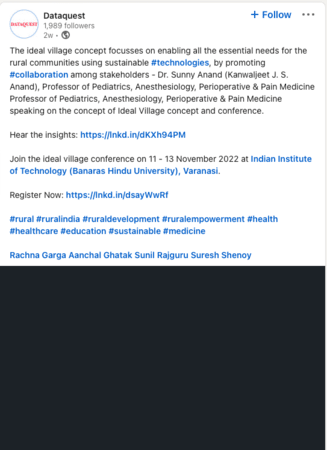 DATAQUEST
Dataquest
1,989 followers
2w •
+ Follow
The ideal village concept focusses on enabling all the essential needs for the
rural communities using sustainable #technologies, by promoting
#collaboration among stakeholders - Dr. Sunny Anand (Kanwaljeet J. S.
Anand), Professor of Pediatrics, Anesthesiology, Perioperative & Pain Medicine
Professor of Pediatrics, Anesthesiology, Perioperative & Pain Medicine
speaking on the concept of Ideal Village concept and conference.
Hear the insights: https://lnkd.in/dKXh94PM
Join the ideal village conference on 11 - 13 November 2022 at Indian Institute
of Technology (Banaras Hindu University), Varanasi.
Register Now: https://lnkd.in/dsayWwRf
#rural #ruralindia #ruraldevelopment #ruralempowerment #health
#healthcare #education #sustainable #medicine
Rachna Garga Aanchal Ghatak Sunil Rajguru Suresh Shenoy